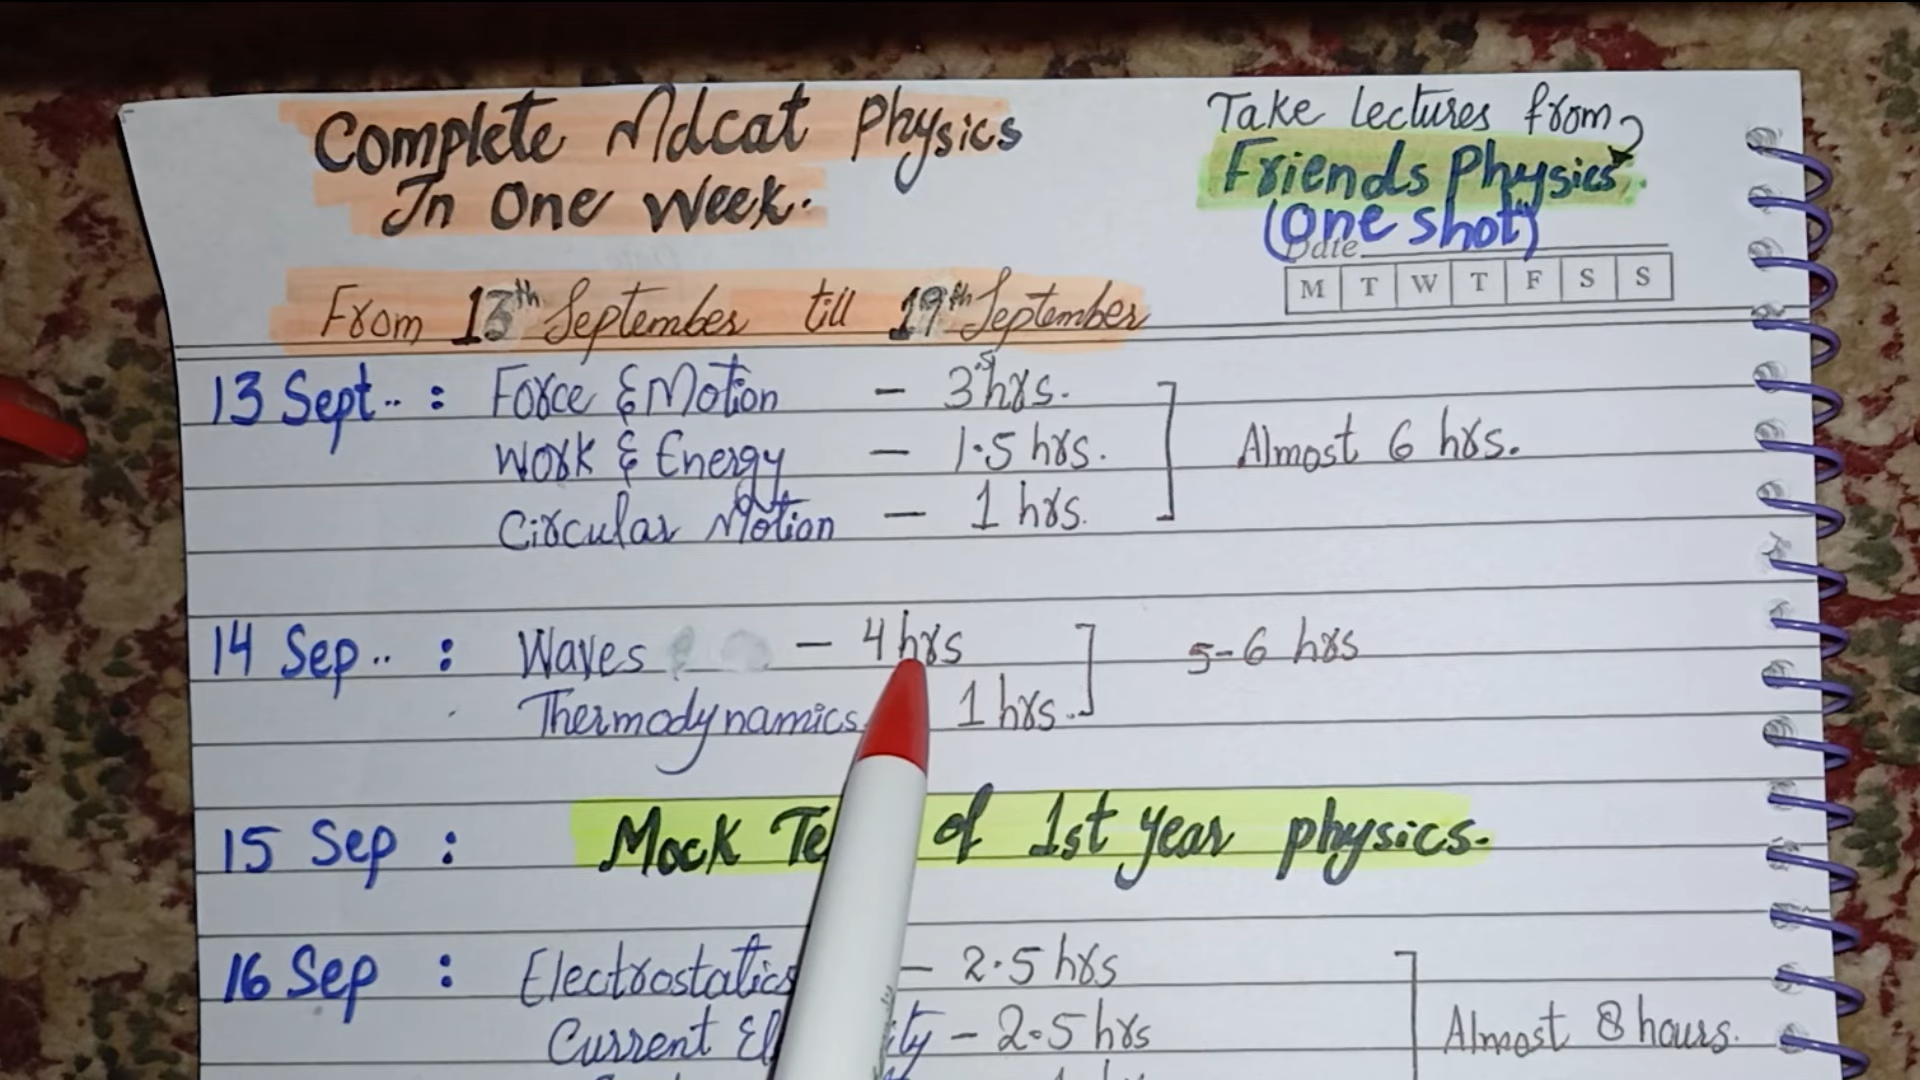 Complete Mdcat Physics
In One Week.
Take lectures from
Friends Physics
(One shot)
Date
M T W T F S S
From 13th September till 19th September
13 Sept.. : Force & Motion - 3 hrs.
Work & Energy - 1.5 hrs.
Almost 6 hrs.
Circular Motion - 1 hrs.
14 Sep.. : Waves - 4 hrs
5-6 hrs
Thermodynamics 1 hrs.
15 Sep : Mock of 1st year physics.
16 Sep : Electrostatics - 2.5 hrs
Current - 2.5 hrs
Almost 8 hours.